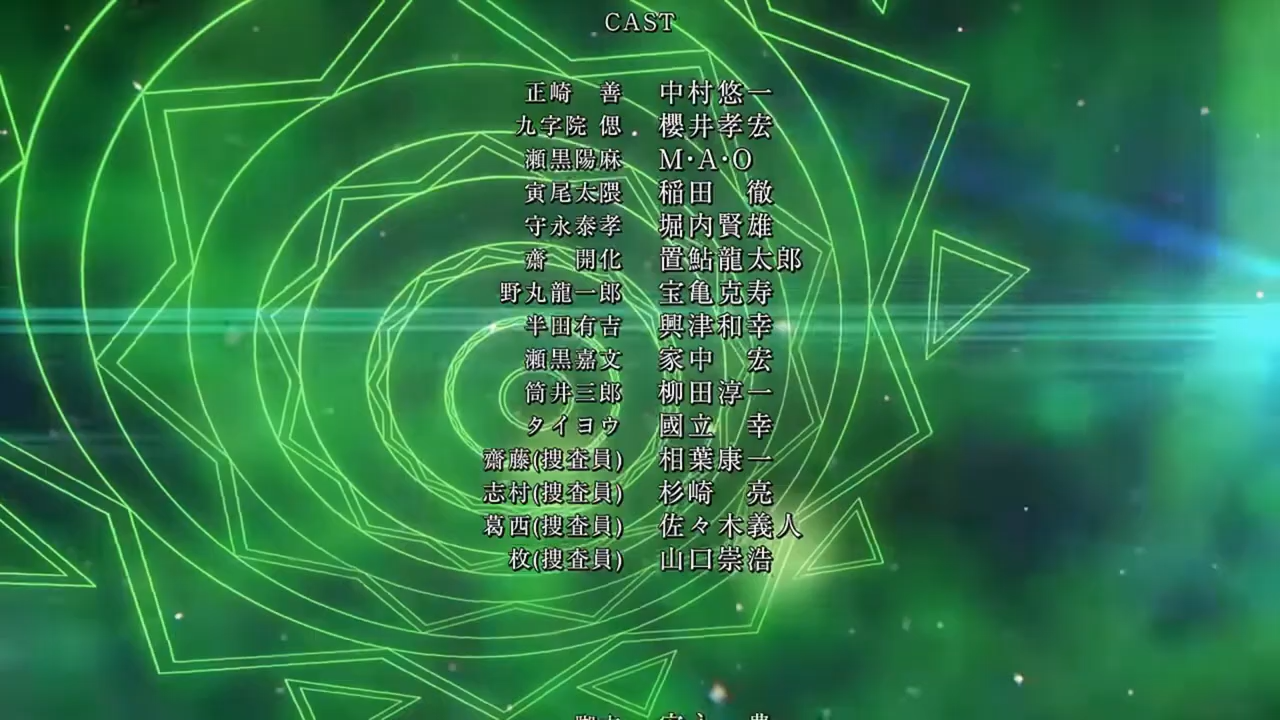 CAST
正崎　善　中村悠一
九字院 偲　櫻井孝宏
瀬黒陽麻　M・A・O
寅尾太隈　稲田　徹
守永泰孝　堀内賢雄
齋　開化　置鮎龍太郎
野丸龍一郎　宝亀克寿
半田有吉　興津和幸
瀬黒嘉文　家中　宏
筒井三郎　柳田淳一
タイヨウ　國立　幸
齋藤(捜査員)　相葉康一
志村(捜査員)　杉崎　亮
葛西(捜査員)　佐々木義人
枚(捜査員)　山口崇浩